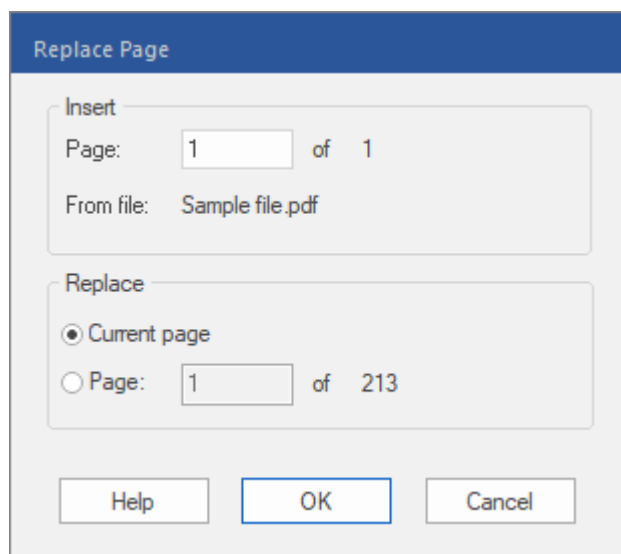 Replace Page
Insert
Page: 1 of 1
From file: Sample file.pdf
Replace
Current page
Page: 1 of 213
Help OK Cancel